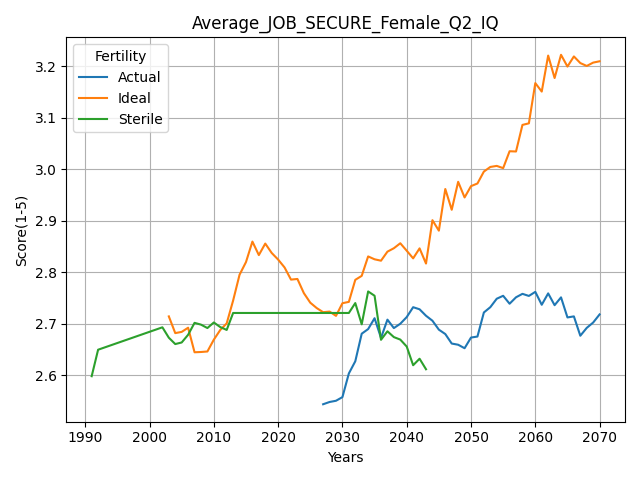 Average_JOB_SECURE_Female_Q2_IQ
Fertility
Actual
Ideal
Sterile
Score(1-5)
3.2
3.1
3.0
2.9
2.8
2.7
2.6
1990 2000 2010 2020 2030 2040 2050 2060 2070
Years